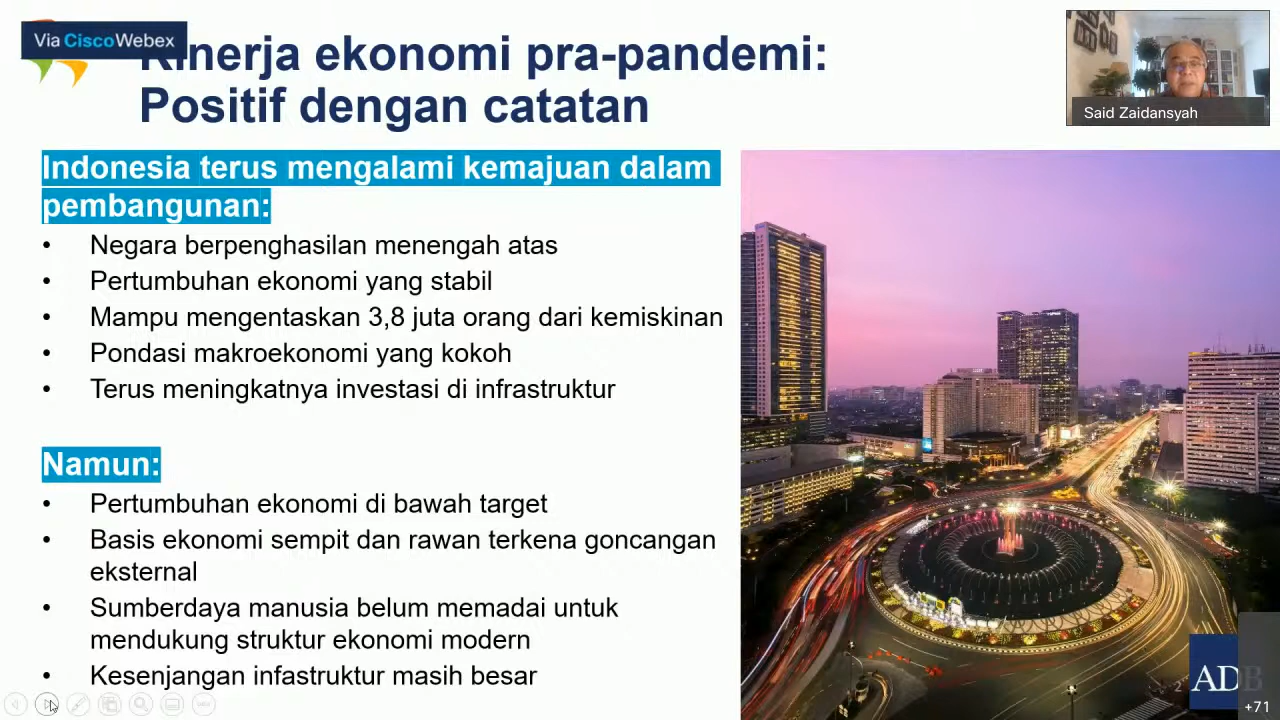 Via Cisco Webex
Kinerja ekonomi pra-pandemi:
Positif dengan catatan
Said Zaidansyah
Indonesia terus mengalami kemajuan dalam
pembangunan:
• Negara berpenghasilan menengah atas
• Pertumbuhan ekonomi yang stabil
• Mampu mengentaskan 3,8 juta orang dari kemiskinan
• Pondasi makroekonomi yang kokoh
• Terus meningkatnya investasi di infrastruktur
Namun:
• Pertumbuhan ekonomi di bawah target
• Basis ekonomi sempit dan rawan terkena goncangan
eksternal
• Sumberdaya manusia belum memadai untuk
mendukung struktur ekonomi modern
• Kesenjangan infastruktur masih besar
2
ADB
+71